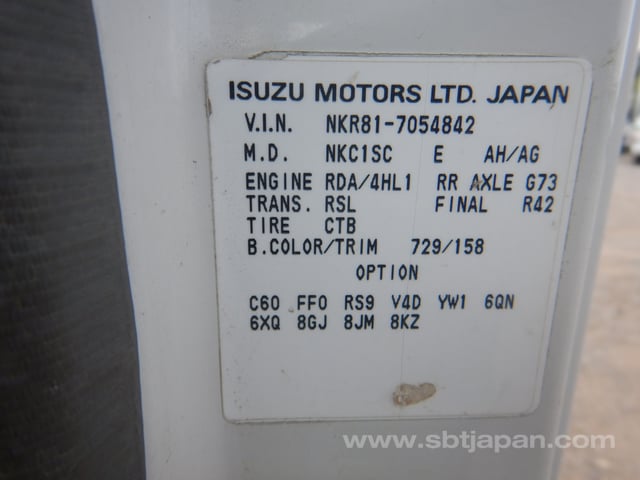 ISUZU MOTORS LTD. JAPAN
V.I.N. NKR81-7054842
M.D. NKC1SC E AH/AG
ENGINE RDA/4HL1 RR AXLE G73
TRANS. RSL FINAL R42
TIRE CTB
B.COLOR/TRIM 729/158
OPTION
C60 FF0 RS9 V4D YW1 6QN
6XQ 8GJ 8JM 8KZ
www.sbtjapan.com